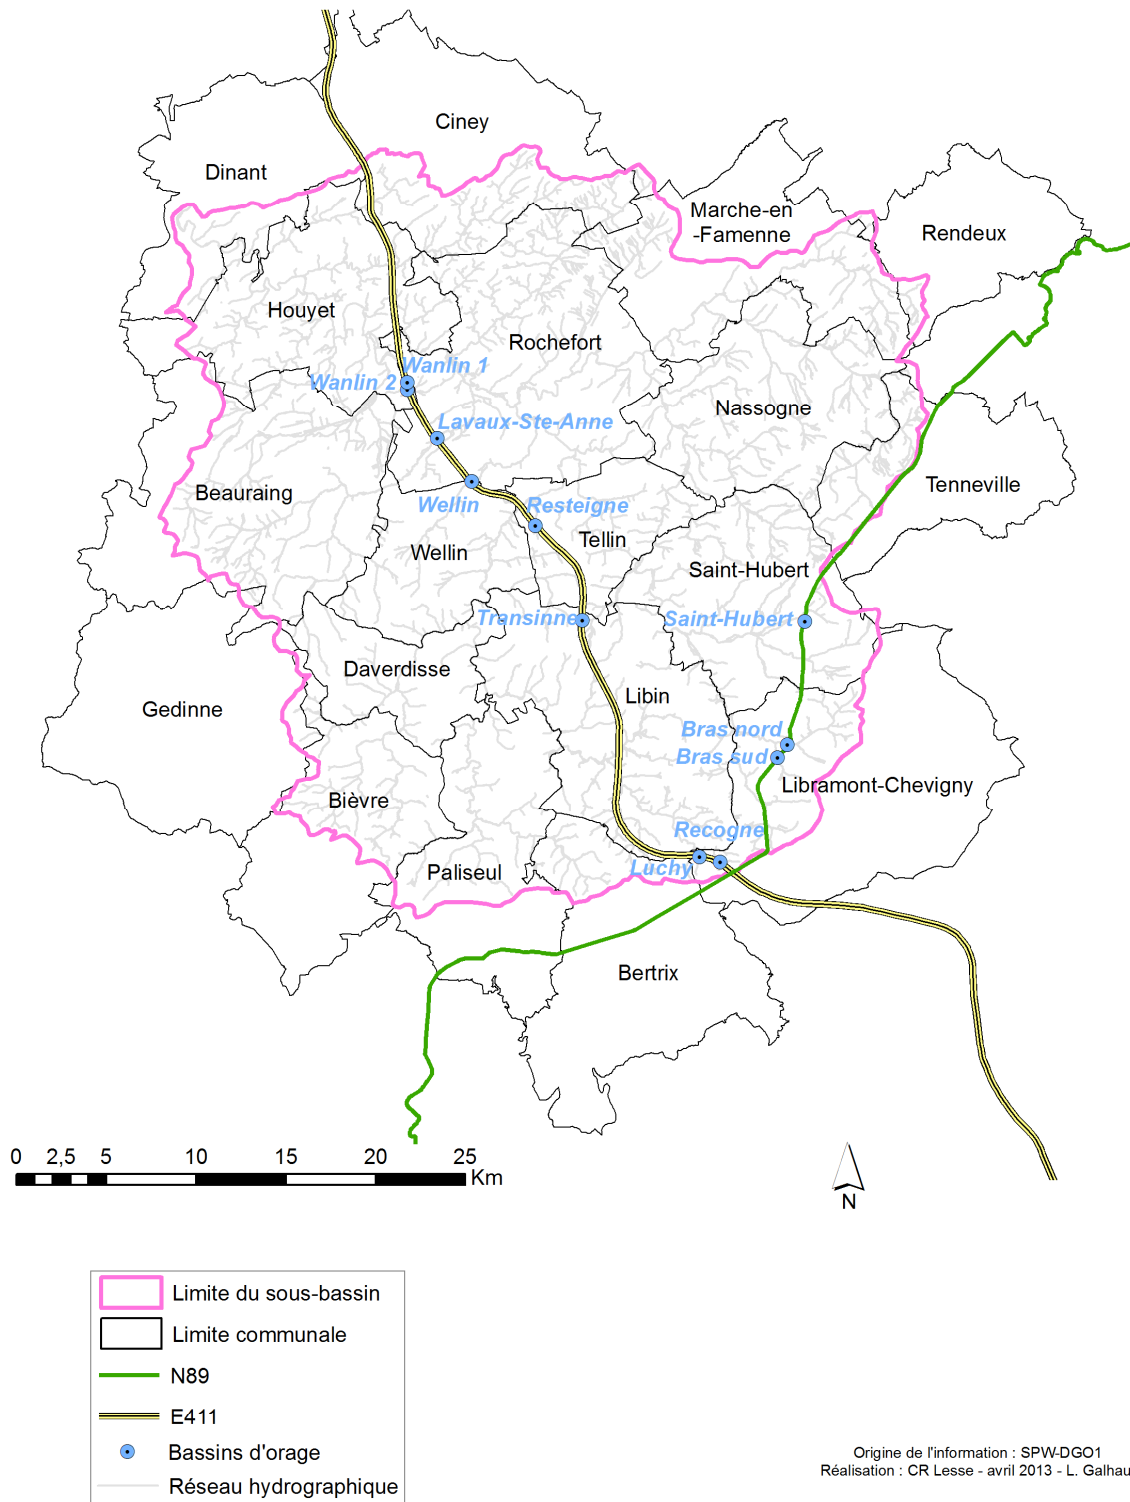 Ciney
Dinant
Marche-en
-Famenne
Rendeux
Houyet
Rochefort
Wanlin 1
Wanlin 2
Nassogne
Lavaux-Ste-Anne
Beauraing
Tenneville
Wellin
Resteigne
Tellin
Wellin
Saint-Hubert
Transinne
Saint-Hubert
Daverdisse
Libin
Gedinne
Bras nord
Bras sud
Libramont-Chevigny
Bièvre
Recogne
Luchy
Paliseul
Bertrix
0 2,5 5 10 15 20 25
Km
N
Limite du sous-bassin
Limite communale
N89
E411
Bassins d'orage
Réseau hydrographique
Origine de l'information : SPW-DGO1
Réalisation : CR Lesse - avril 2013 - L. Galhau